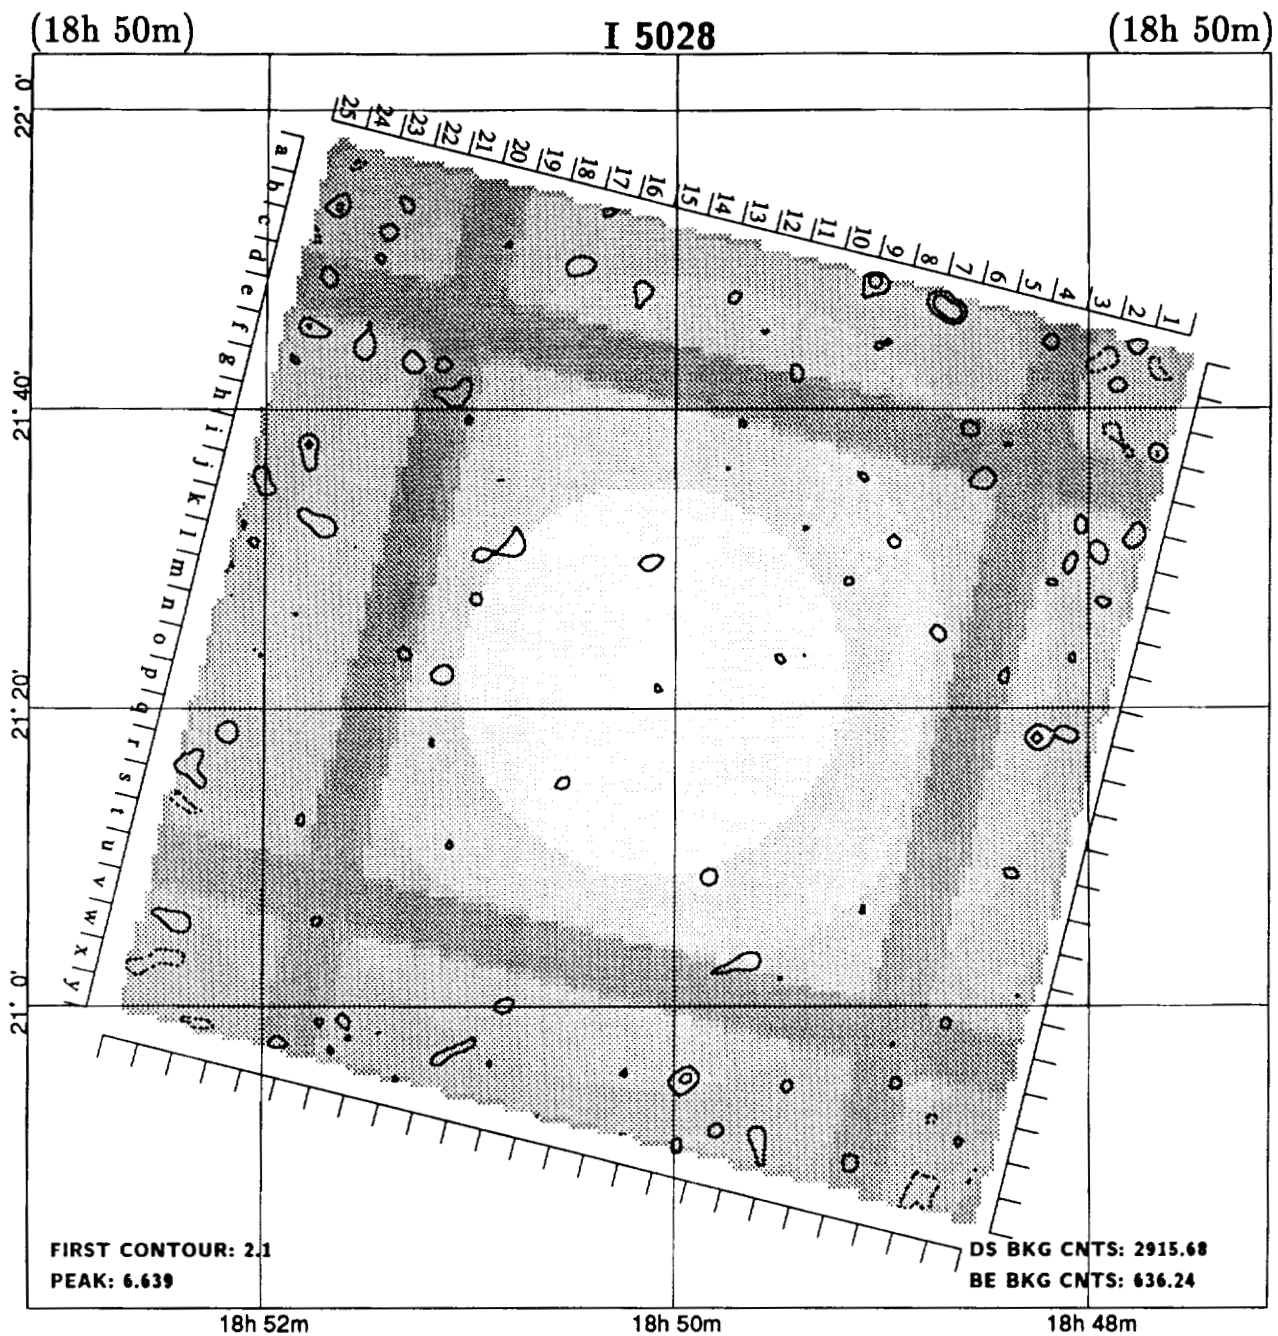 (18h 50m) I 5028 (18h 50m)
25 24 23 22 21 20 19 18 17 16 15 14 13 12 11 10 9 8 7 6 5 4 3 2 1
a b c d e f g h i j k l m n o p q r s t u v w x y
22° 0'
21° 40'
21° 20'
21° 0'
FIRST CONTOUR: 2.1
PEAK: 6.639
DS BKG CNTS: 2915.68
BE BKG CNTS: 636.24
18h 52m 18h 50m 18h 48m